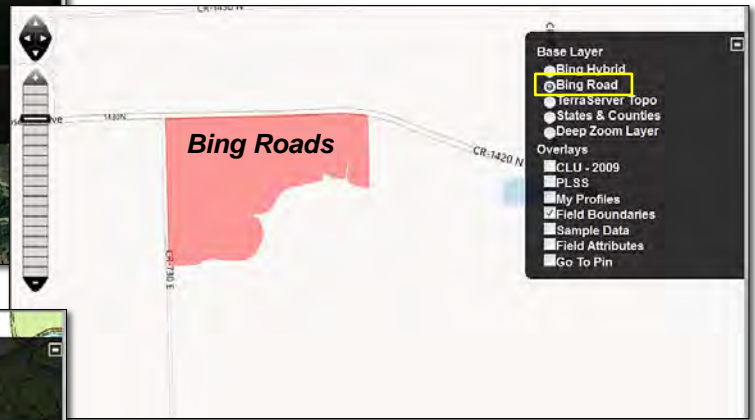 CR-1430 N
Base Layer
Bing Hybrid
Bing Road
TerraServer Topo
States & Counties
Deep Zoom Layer
Overlays
CLU - 2009
PLSS
My Profiles
Field Boundaries
Sample Data
Field Attributes
Go To Pin
1430N
Bing Roads
CR-1420 N
CR-730 E